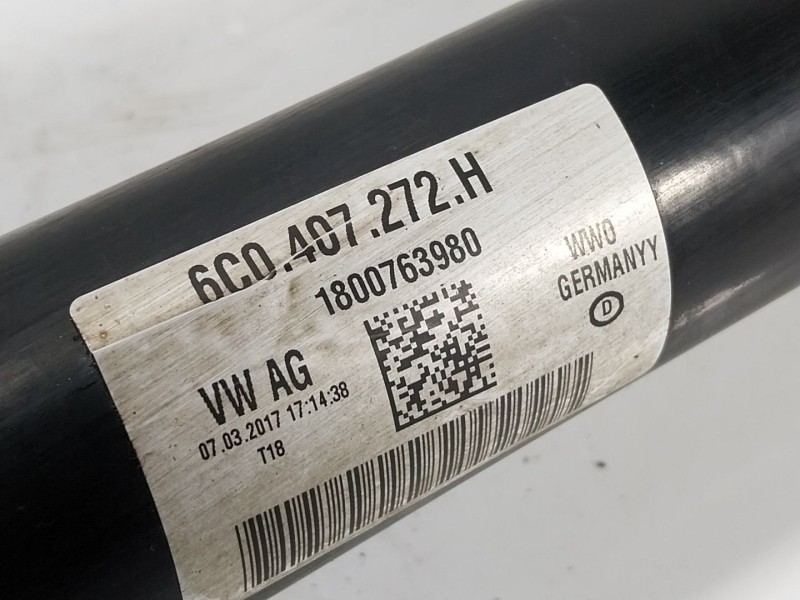 6C0.407.272.H
1800763980
WW0
GERMANYY
D
VW AG
07.03.2017 17:14:38
T18